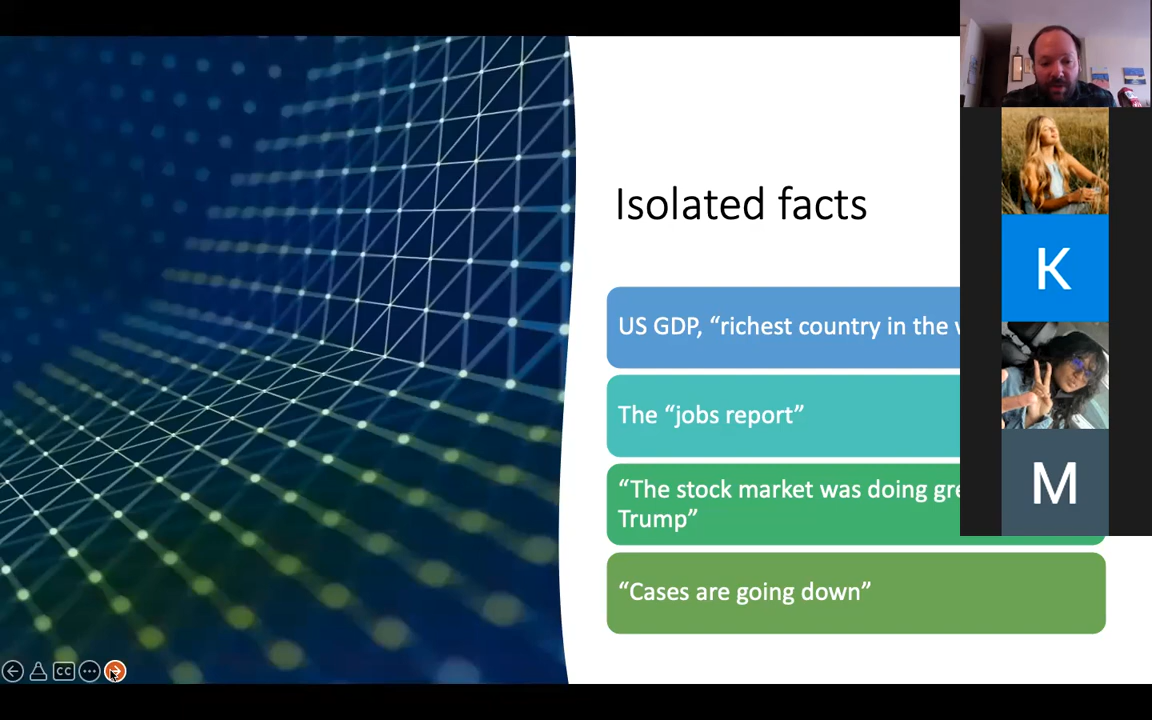 Isolated facts
US GDP, “richest country in the
The “jobs report”
“The stock market was doing
Trump”
“Cases are going down”
K
M
CC